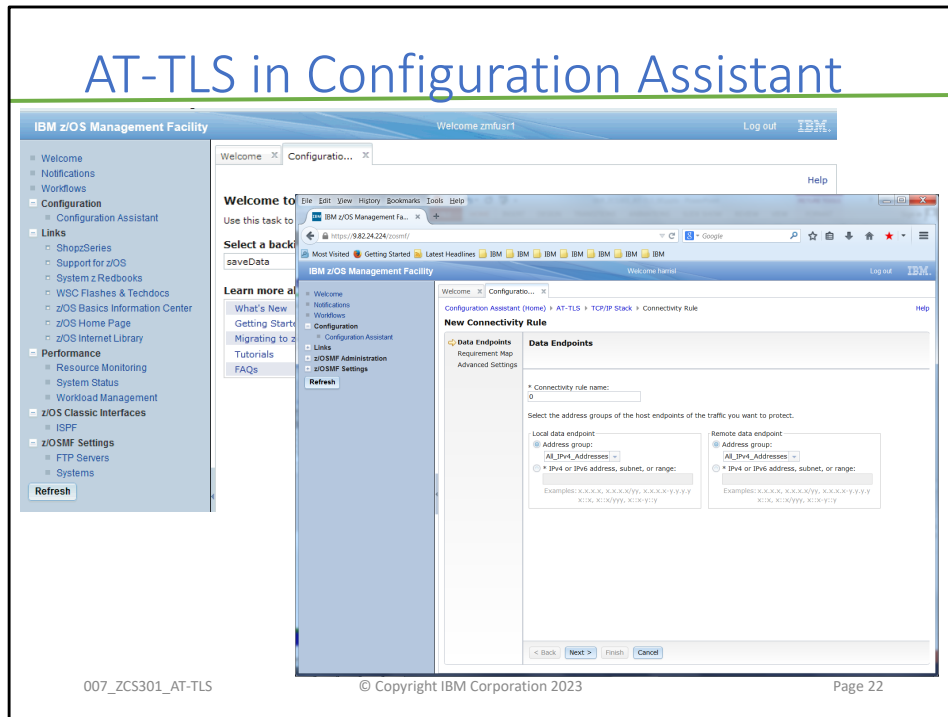 AT-TLS in Configuration Assistant
IBM z/OS Management Facility
Welcome zmfusr1
Log out
IBM.
Welcome
Notifications
Workflows
Configuration
Configuration Assistant
Links
ShopzSeries
Support for z/OS
System z Redbooks
WSC Flashes & Techdocs
z/OS Basics Information Center
z/OS Home Page
z/OS Internet Library
Performance
Resource Monitoring
System Status
Workload Management
z/OS Classic Interfaces
ISPF
z/OSMF Settings
FTP Servers
Systems
Refresh
Welcome X Configuratio... X
Help
Welcome to
Use this task to
Select a backi
saveData
Learn more a
What's New
Getting Starte
Migrating to z
Tutorials
FAQs
File Edit View History Bookmarks Tools Help
IBM z/OS Management Fa... × +
https://9.82.24.224/zosmf/
Google
Most Visited Getting Started Latest Headlines IBM IBM IBM IBM IBM IBM IBM
IBM z/OS Management Facility
Welcome harrisl
Log out
IBM.
Welcome
Notifications
Workflows
Configuration
Configuration Assistant
Links
z/OSMF Administration
z/OSMF Settings
Refresh
Welcome X Configuratio... X
Configuration Assistant (Home) AT-TLS TCP/IP Stack Connectivity Rule
Help
New Connectivity Rule
Data Endpoints
Requirement Map
Advanced Settings
Data Endpoints
* Connectivity rule name:
0
Select the address groups of the host endpoints of the traffic you want to protect.
Local data endpoint
Address group:
All_IPv4_Addresses
* IPv4 or IPv6 address, subnet, or range:
Examples: x.x.x.x, x.x.x.x/yy, x.x.x.x-y.y.y.y
x::x, x::x/yyy, x::x-y::y
Remote data endpoint
Address group:
All_IPv4_Addresses
* IPv4 or IPv6 address, subnet, or range:
Examples: x.x.x.x, x.x.x.x/yy, x.x.x.x-y.y.y.y
x::x, x::x/yyy, x::x-y::y
< Back Next > Finish Cancel
007_ZCS301_AT-TLS
© Copyright IBM Corporation 2023
Page 22